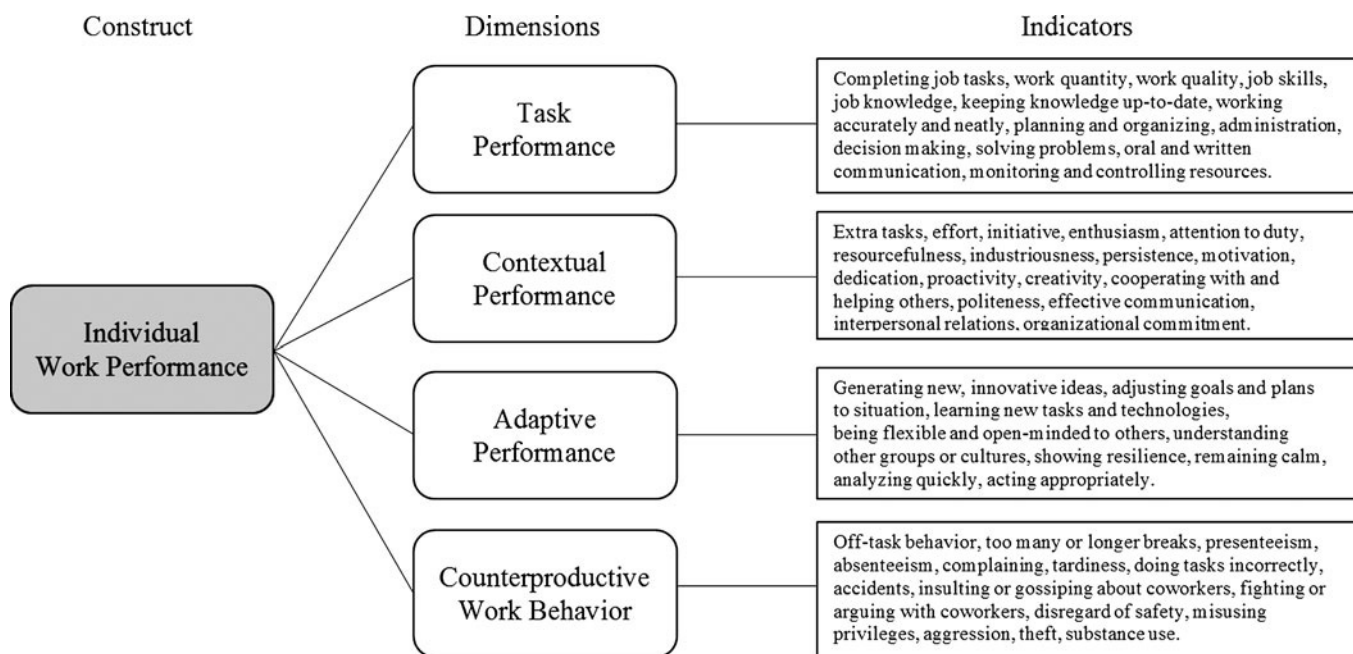 Construct
Dimensions
Indicators
Individual
Work Performance
Task
Performance
Completing job tasks, work quantity, work quality, job skills,
job knowledge, keeping knowledge up-to-date, working
accurately and neatly, planning and organizing, administration,
decision making, solving problems, oral and written
communication, monitoring and controlling resources.
Contextual
Performance
Extra tasks, effort, initiative, enthusiasm, attention to duty,
resourcefulness, industriousness, persistence, motivation,
dedication, proactivity, creativity, cooperating with and
helping others, politeness, effective communication,
interpersonal relations, organizational commitment.
Adaptive
Performance
Generating new, innovative ideas, adjusting goals and plans
to situation, learning new tasks and technologies,
being flexible and open-minded to others, understanding
other groups or cultures, showing resilience, remaining calm,
analyzing quickly, acting appropriately.
Counterproductive
Work Behavior
Off-task behavior, too many or longer breaks, presenteeism,
absenteeism, complaining, tardiness, doing tasks incorrectly,
accidents, insulting or gossiping about coworkers, fighting or
arguing with coworkers, disregard of safety, misusing
privileges, aggression, theft, substance use.